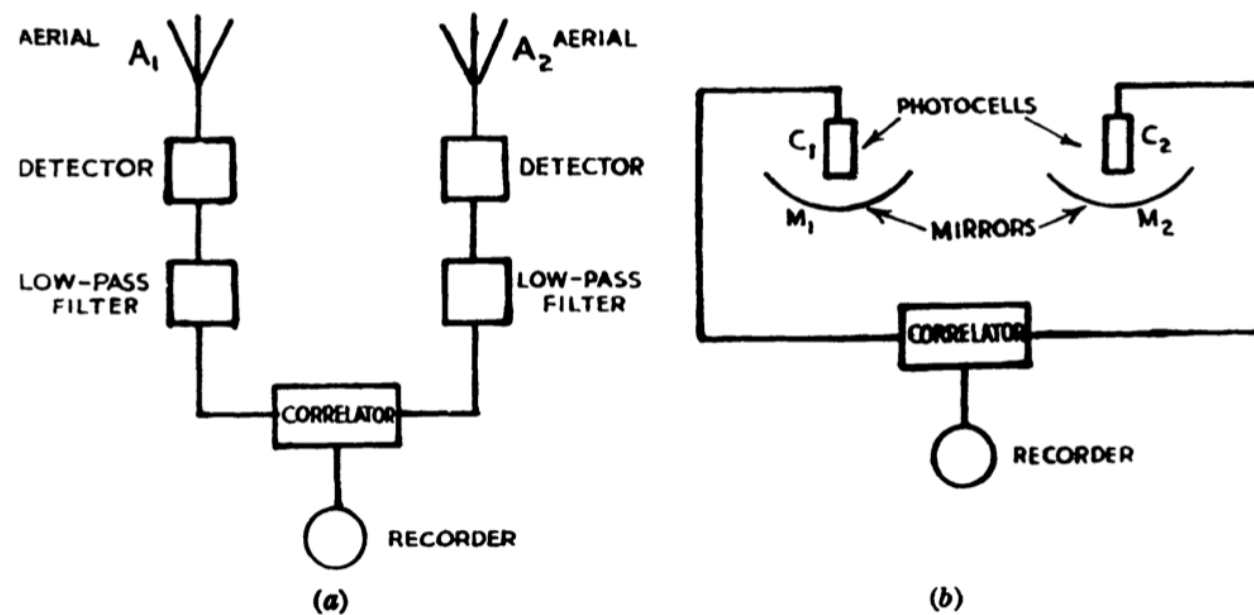 AERIAL A1
A2 AERIAL
DETECTOR
DETECTOR
LOW-PASS
FILTER
LOW-PASS
FILTER
CORRELATOR
RECORDER
(a)
PHOTOCELLS
C1
C2
M1
MIRRORS
M2
CORRELATOR
RECORDER
(b)